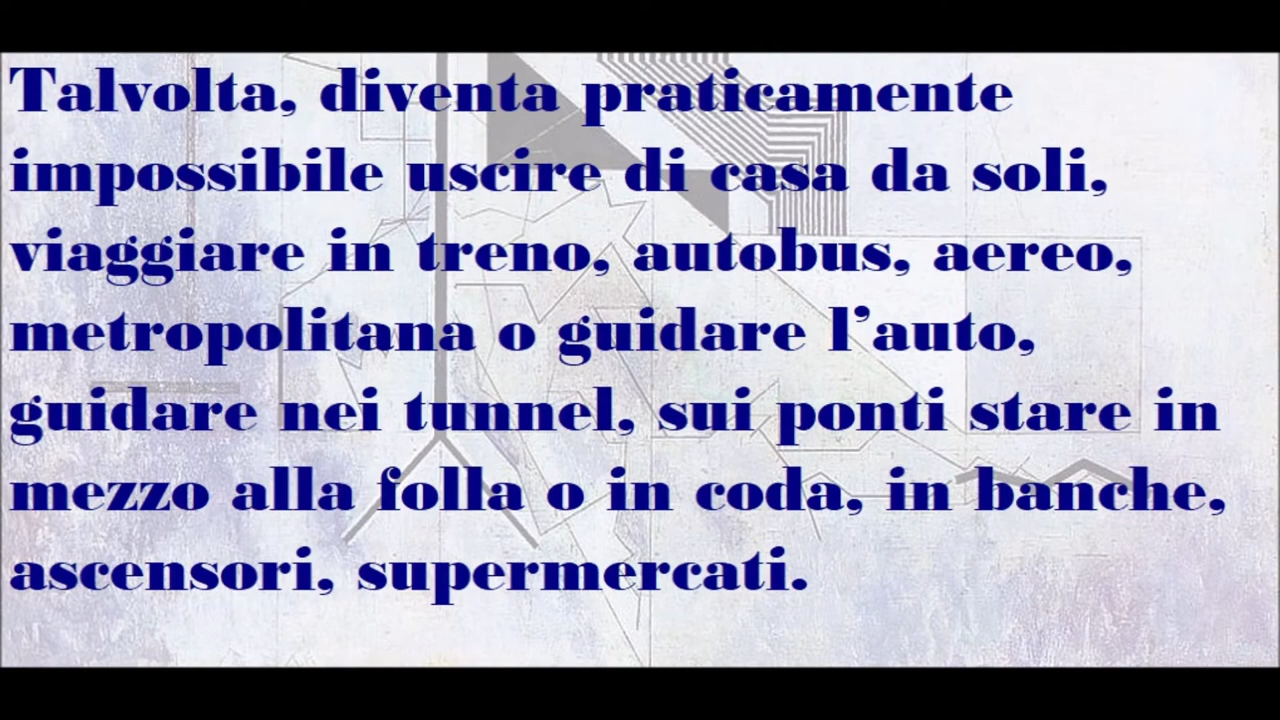 Talvolta, diventa praticamente
impossibile uscire di casa da soli,
viaggiare in treno, autobus, aereo,
metropolitana o guidare l’auto,
guidare nei tunnel, sui ponti stare in
mezzo alla folla o in coda, in banche,
ascensori, supermercati.